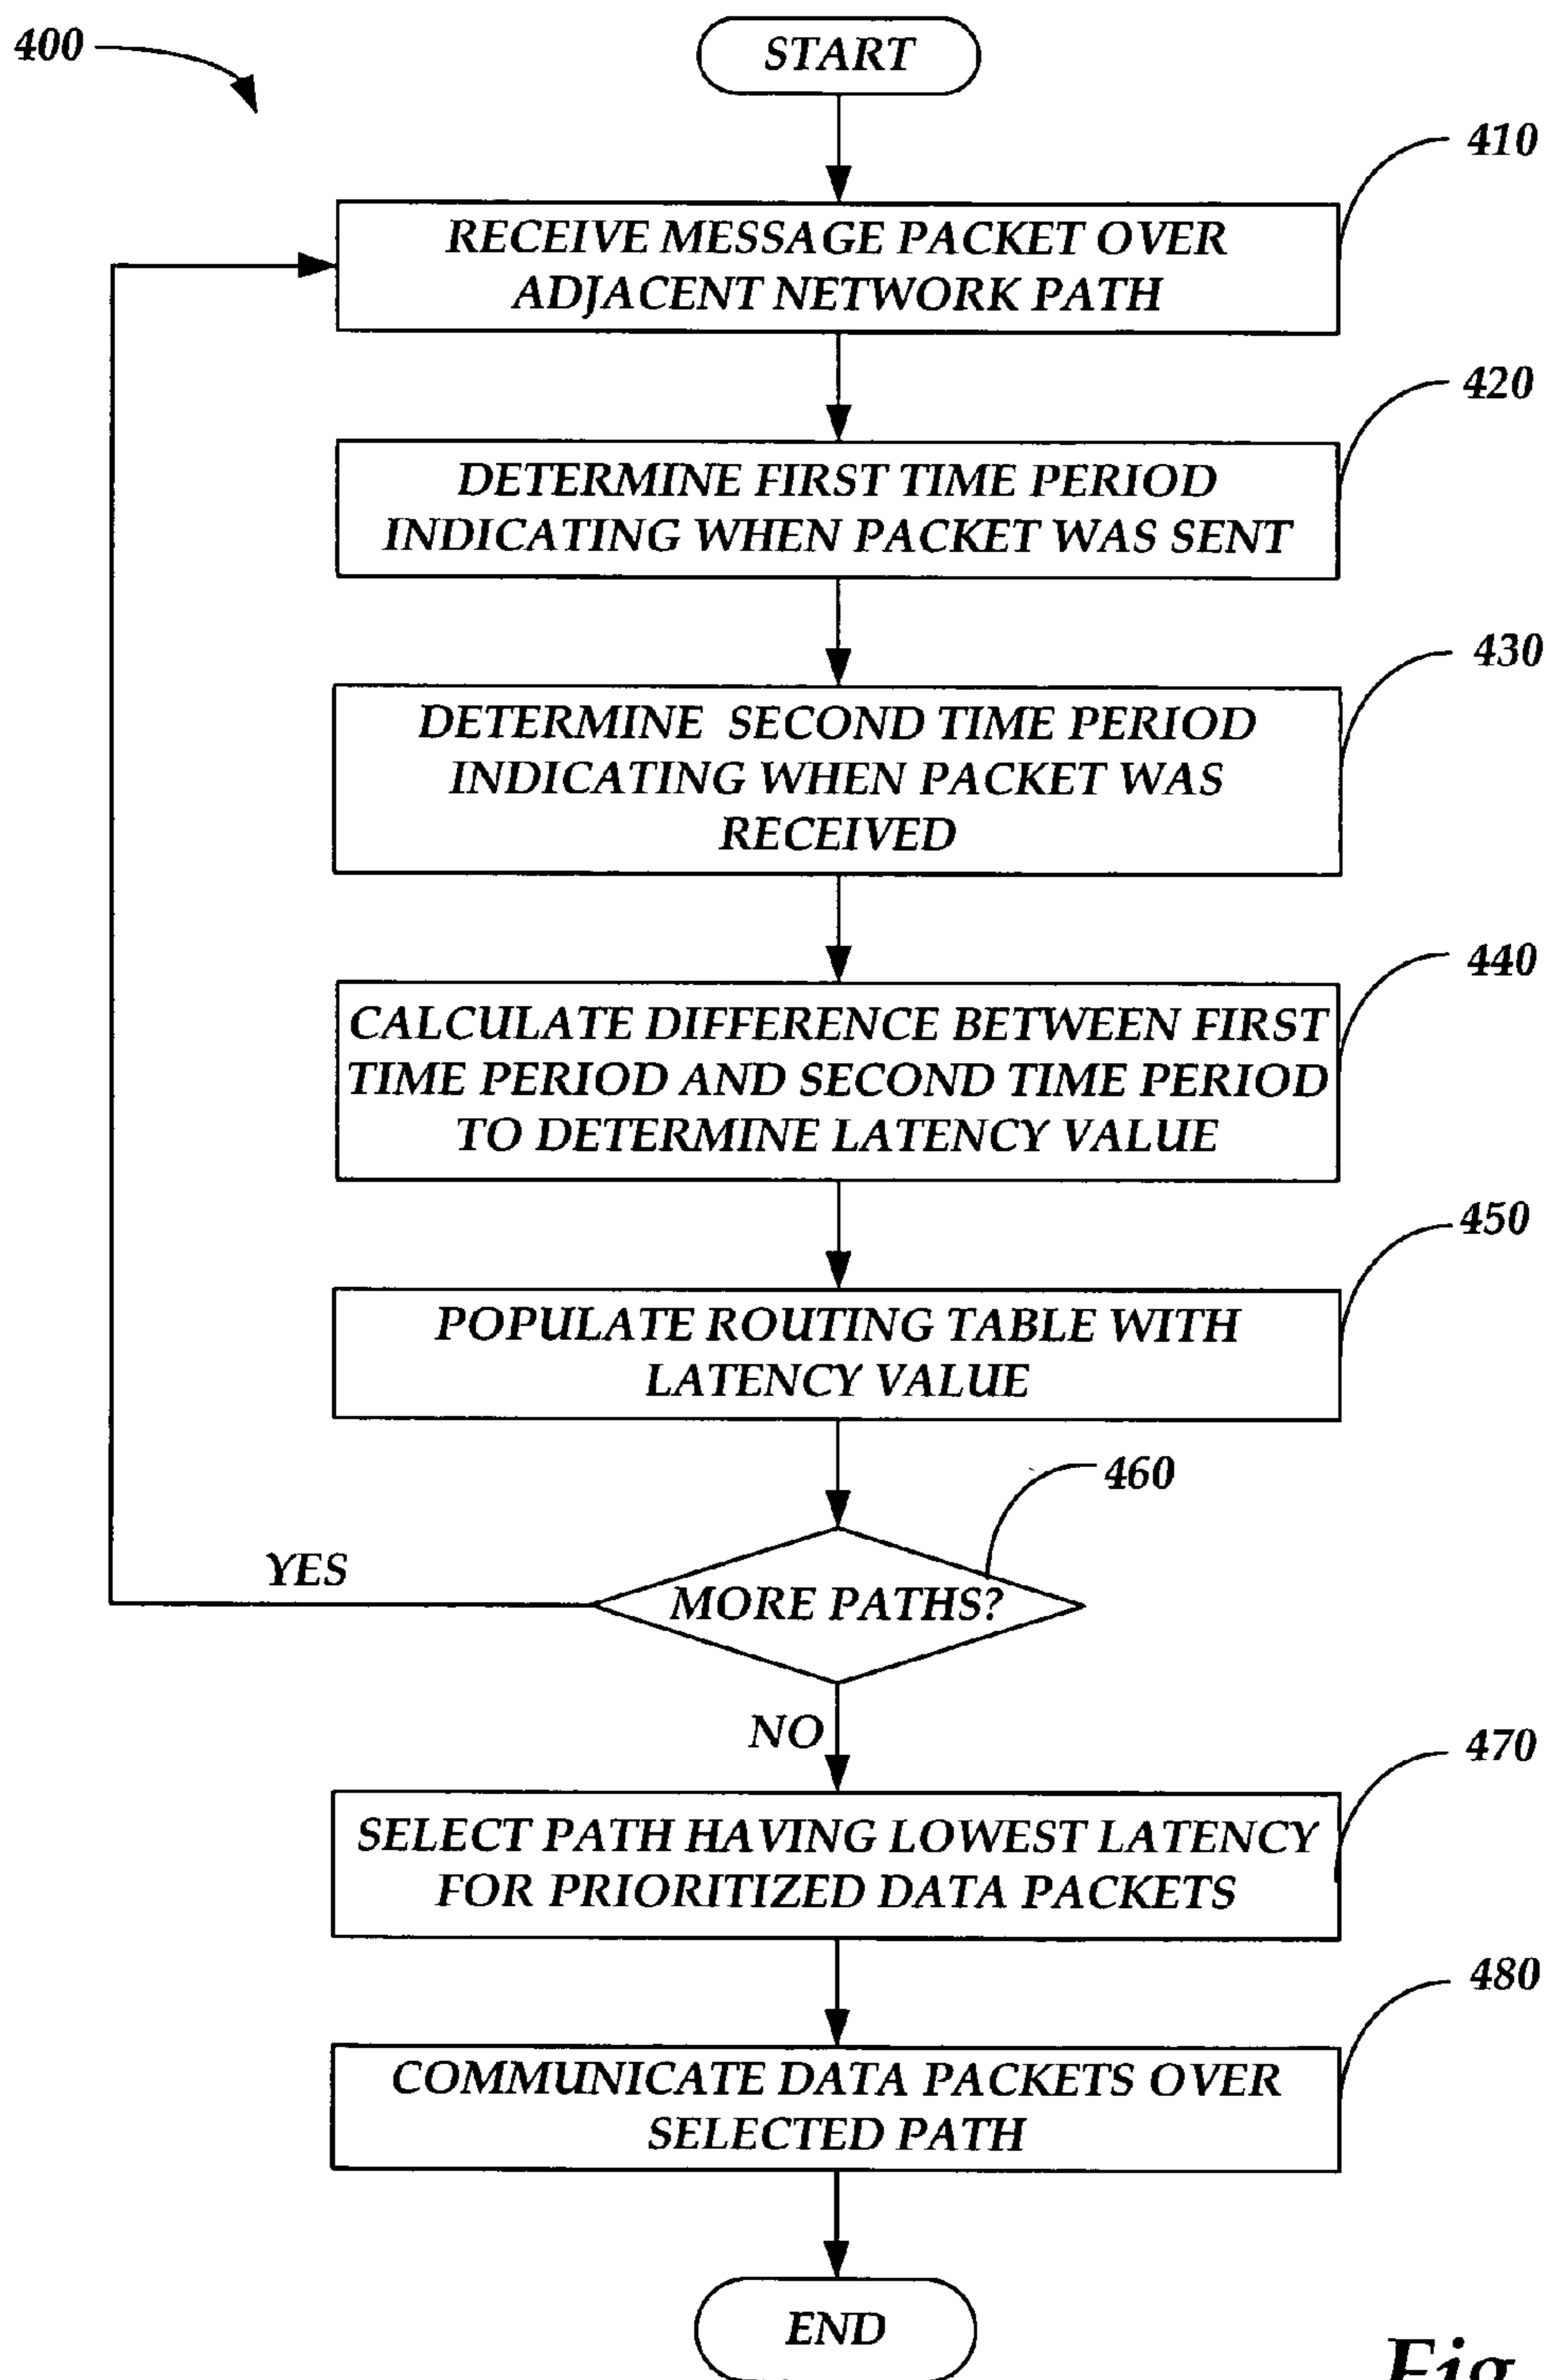 400
START
410
RECEIVE MESSAGE PACKET OVER
ADJACENT NETWORK PATH
420
DETERMINE FIRST TIME PERIOD
INDICATING WHEN PACKET WAS SENT
430
DETERMINE SECOND TIME PERIOD
INDICATING WHEN PACKET WAS
RECEIVED
440
CALCULATE DIFFERENCE BETWEEN FIRST
TIME PERIOD AND SECOND TIME PERIOD
TO DETERMINE LATENCY VALUE
450
POPULATE ROUTING TABLE WITH
LATENCY VALUE
460
YES
MORE PATHS?
NO
470
SELECT PATH HAVING LOWEST LATENCY
FOR PRIORITIZED DATA PACKETS
480
COMMUNICATE DATA PACKETS OVER
SELECTED PATH
END
Fig